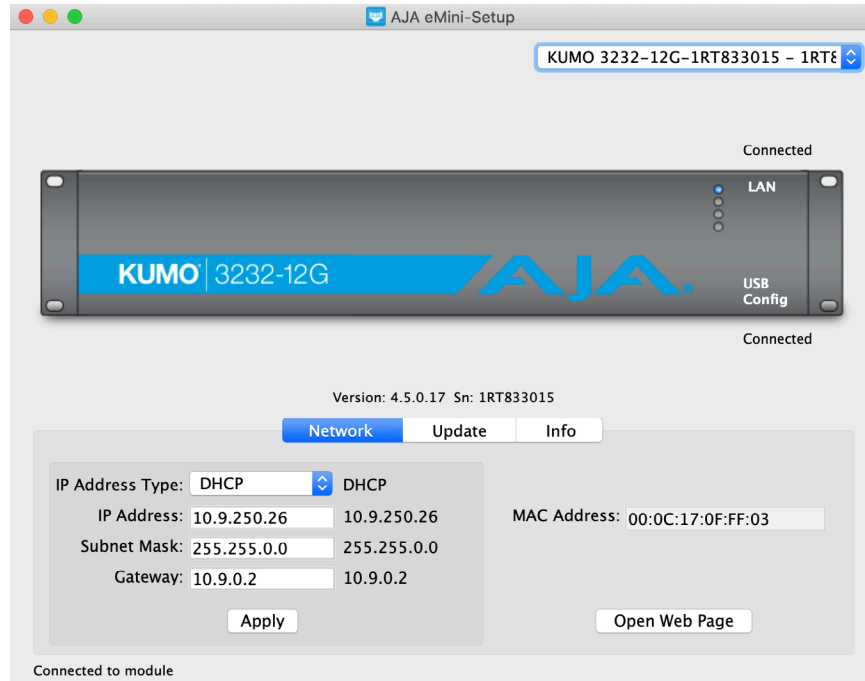 AJA eMini-Setup
KUMO 3232-12G-1RT833015 - 1RT8
Connected
LAN
KUMO 3232-12G
AJA
USB
Config
Connected
Version: 4.5.0.17 Sn: 1RT833015
Network Update Info
IP Address Type: DHCP DHCP
IP Address: 10.9.250.26 10.9.250.26
MAC Address: 00:0C:17:0F:FF:03
Subnet Mask: 255.255.0.0 255.255.0.0
Gateway: 10.9.0.2 10.9.0.2
Apply
Open Web Page
Connected to module